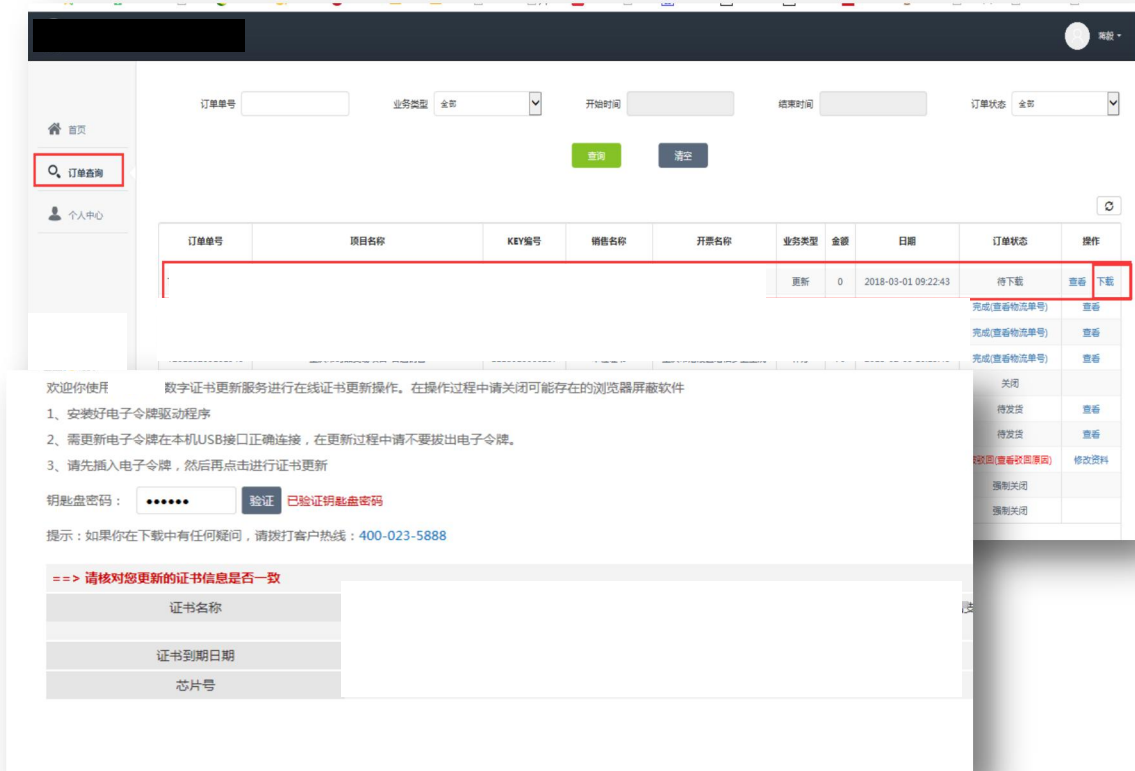 订单单号
业务类型 全部
开始时间
结束时间
订单状态 全部
首页
查询 清空
订单查询
个人中心
订单单号 项目名称 KEY编号 销售名称 开票名称 业务类型 金额 日期 订单状态 操作
更新 0 2018-03-01 09:22:43 待下载 查看 下载
完成(查看物流单号) 查看
完成(查看物流单号) 查看
完成(查看物流单号) 查看
关闭
待发货 查看
待发货 查看
驳回(查看驳回原因) 修改资料
强制关闭
强制关闭
欢迎你使用 数字证书更新服务进行在线证书更新操作。在操作过程中请关闭可能存在的浏览器屏蔽软件
1、安装好电子令牌驱动程序
2、需更新电子令牌在本机USB接口正确连接，在更新过程中请不要拔出电子令牌。
3、请先插入电子令牌，然后再点击进行证书更新
钥匙盘密码： •••••• 验证 已验证钥匙盘密码
提示：如果你在下载中有任何疑问，请拨打客户热线：400-023-5888
==> 请核对您更新的证书信息是否一致
证书名称
证书到期日期
芯片号